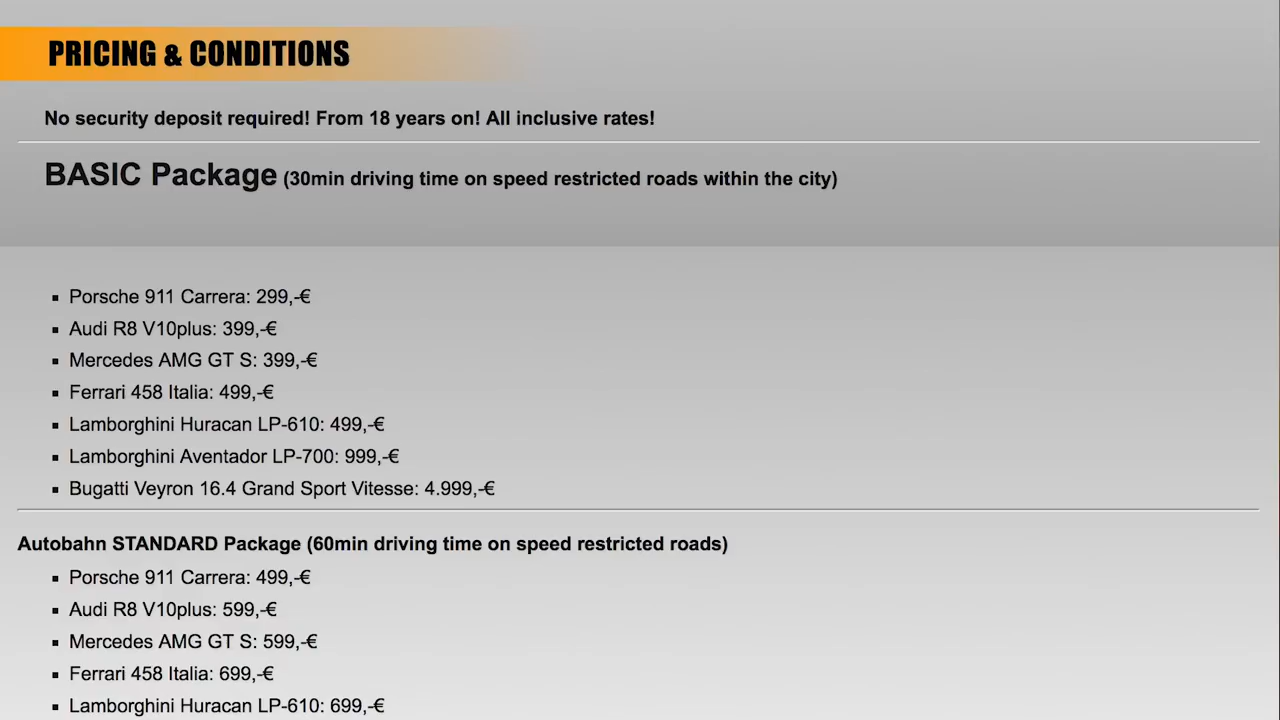 PRICING & CONDITIONS
No security deposit required! From 18 years on! All inclusive rates!
BASIC Package (30min driving time on speed restricted roads within the city)
Porsche 911 Carrera: 299,-€
Audi R8 V10plus: 399,-€
Mercedes AMG GT S: 399,-€
Ferrari 458 Italia: 499,-€
Lamborghini Huracan LP-610: 499,-€
Lamborghini Aventador LP-700: 999,-€
Bugatti Veyron 16.4 Grand Sport Vitesse: 4.999,-€
Autobahn STANDARD Package (60min driving time on speed restricted roads)
Porsche 911 Carrera: 499,-€
Audi R8 V10plus: 599,-€
Mercedes AMG GT S: 599,-€
Ferrari 458 Italia: 699,-€
Lamborghini Huracan LP-610: 699,-€